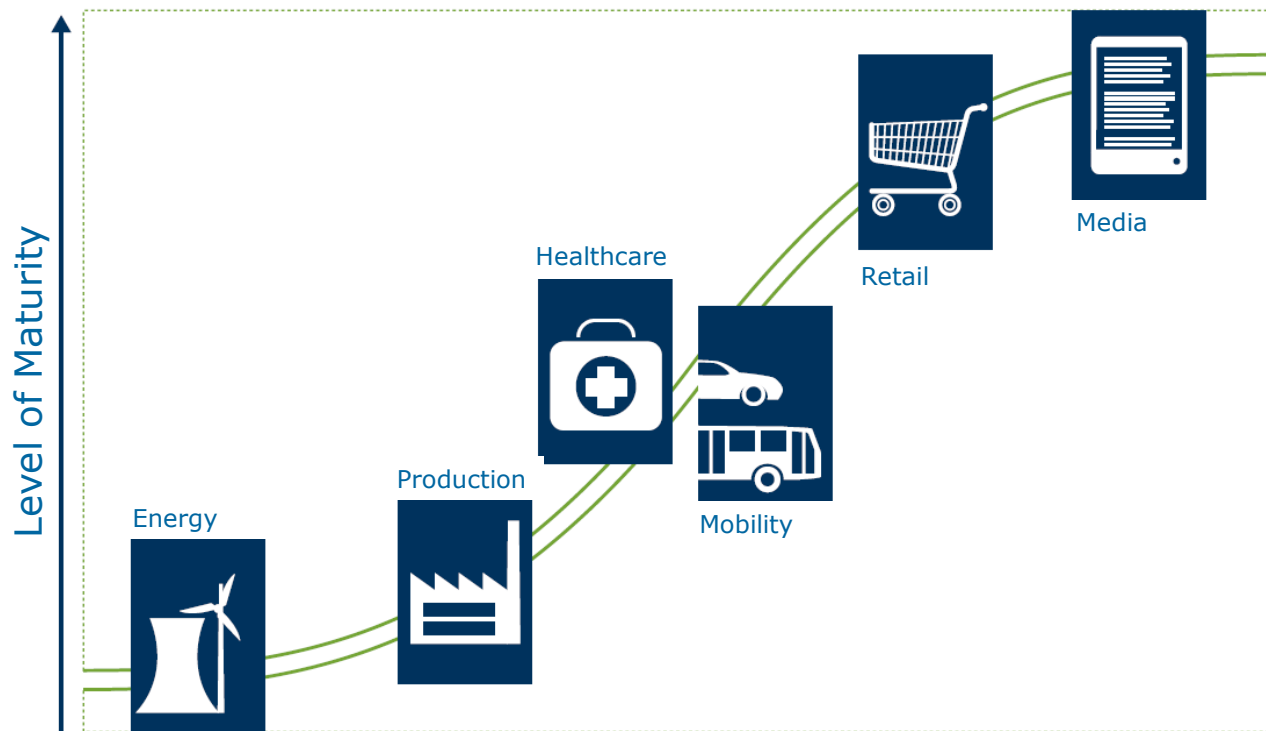 Level of Maturity
Energy
Production
Healthcare
Mobility
Retail
Media